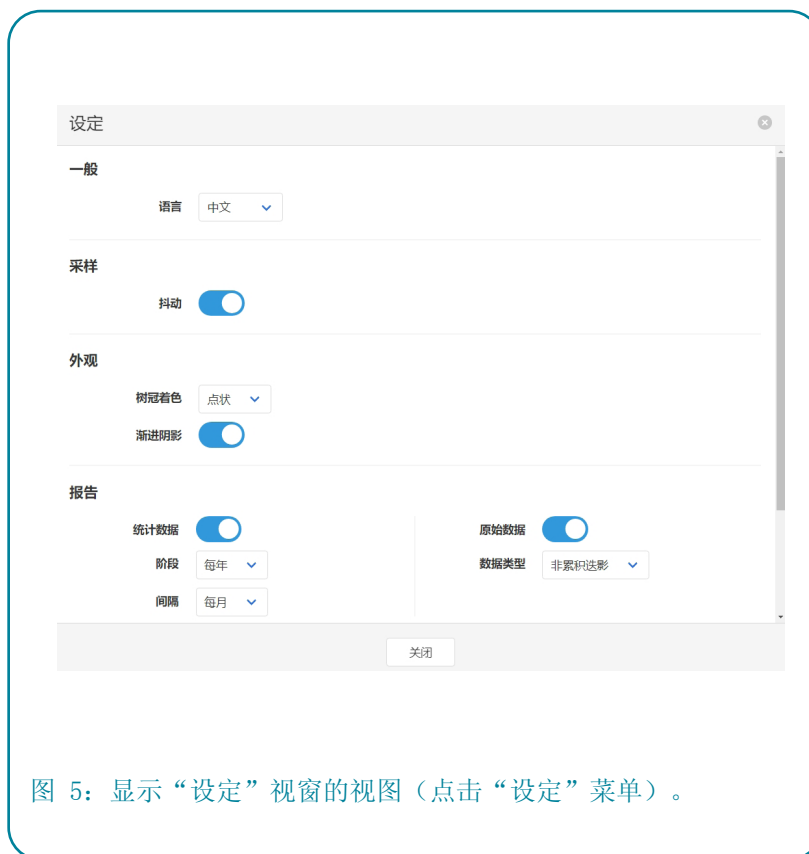 设定
一般
语言 中文
采样
抖动
外观
树冠着色 点状
渐进阴影
报告
统计数据 原始数据
阶段 每年 数据类型 非累积迭影
间隔 每月
关闭
图 5：显示“设定”视窗的视图（点击“设定”菜单）。